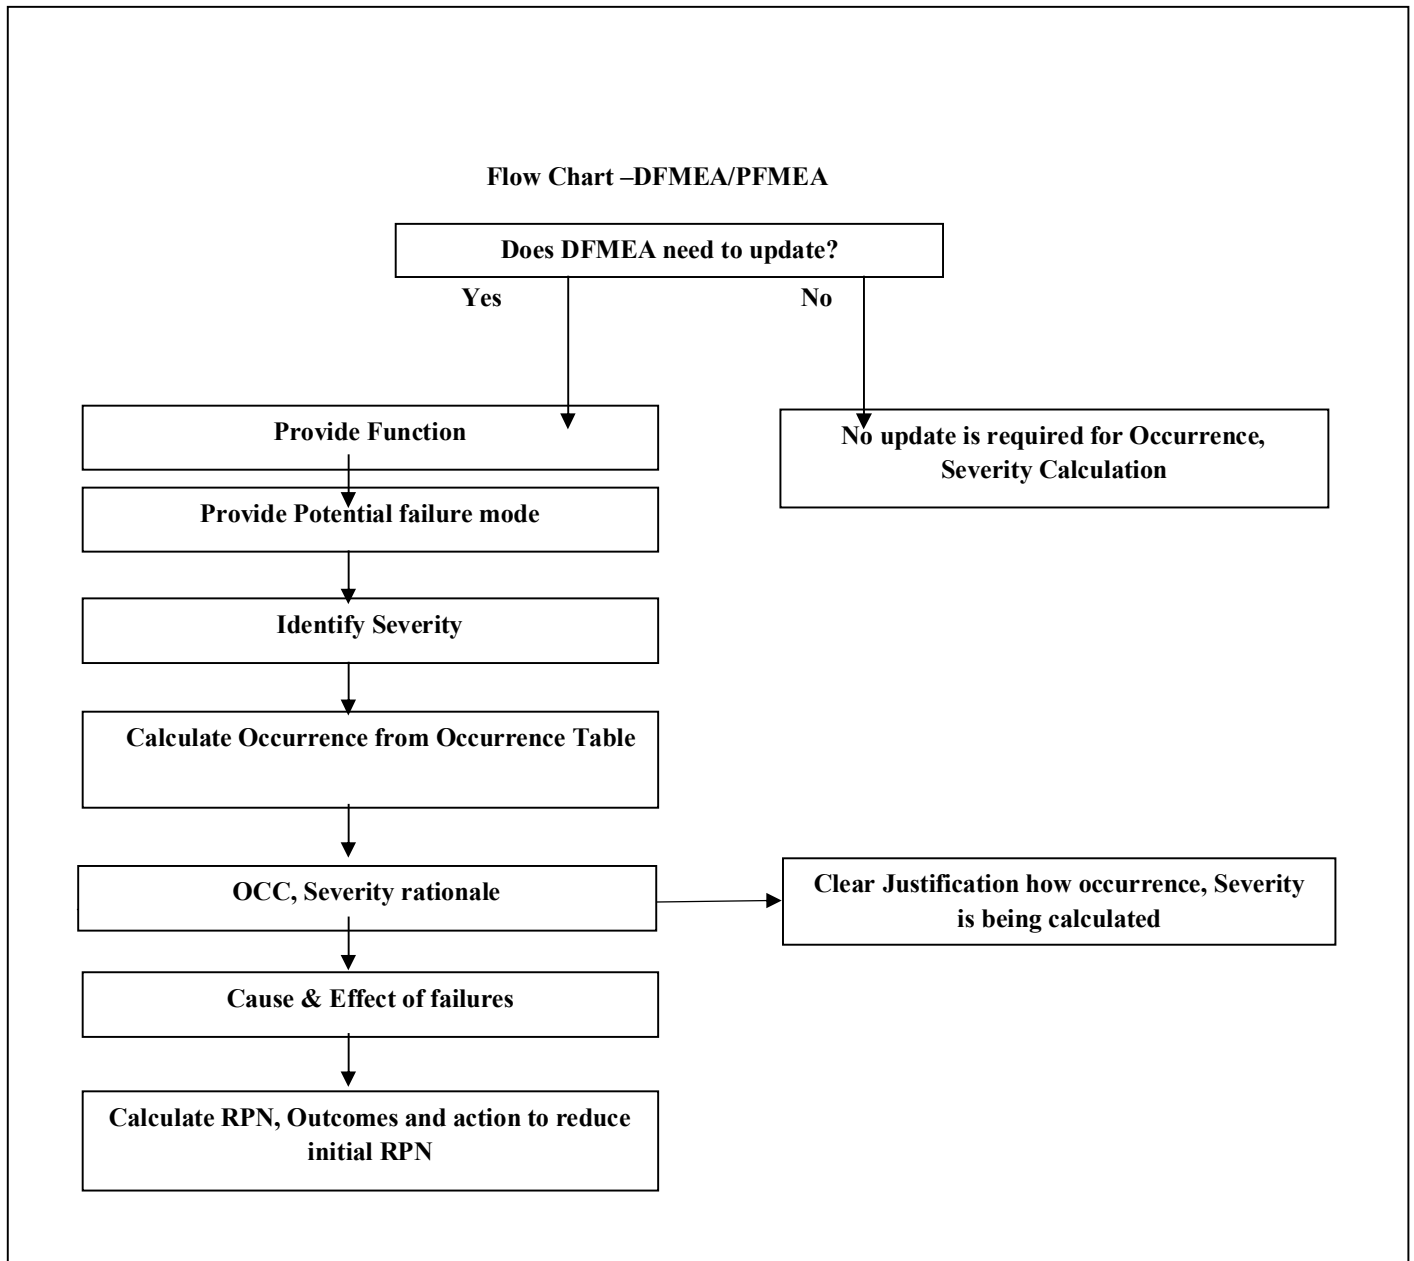 Flow Chart –DFMEA/PFMEA
Does DFMEA need to update?
Yes
No
Provide Function
No update is required for Occurrence,
Severity Calculation
Provide Potential failure mode
Identify Severity
Calculate Occurrence from Occurrence Table
OCC, Severity rationale
Clear Justification how occurrence, Severity
is being calculated
Cause & Effect of failures
Calculate RPN, Outcomes and action to reduce
initial RPN